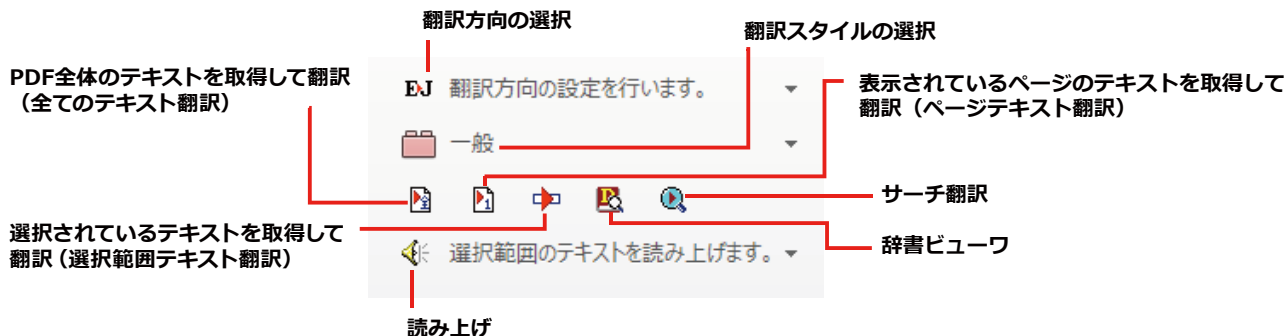 翻訳方向の選択
翻訳スタイルの選択
PDF全体のテキストを取得して翻訳
（全てのテキスト翻訳）
EJ 翻訳方向の設定を行います。
表示されているページのテキストを取得して
翻訳（ページテキスト翻訳）
一般
サーチ翻訳
選択されているテキストを取得して
翻訳（選択範囲テキスト翻訳）
辞書ビューワ
選択範囲のテキストを読み上げます。
読み上げ